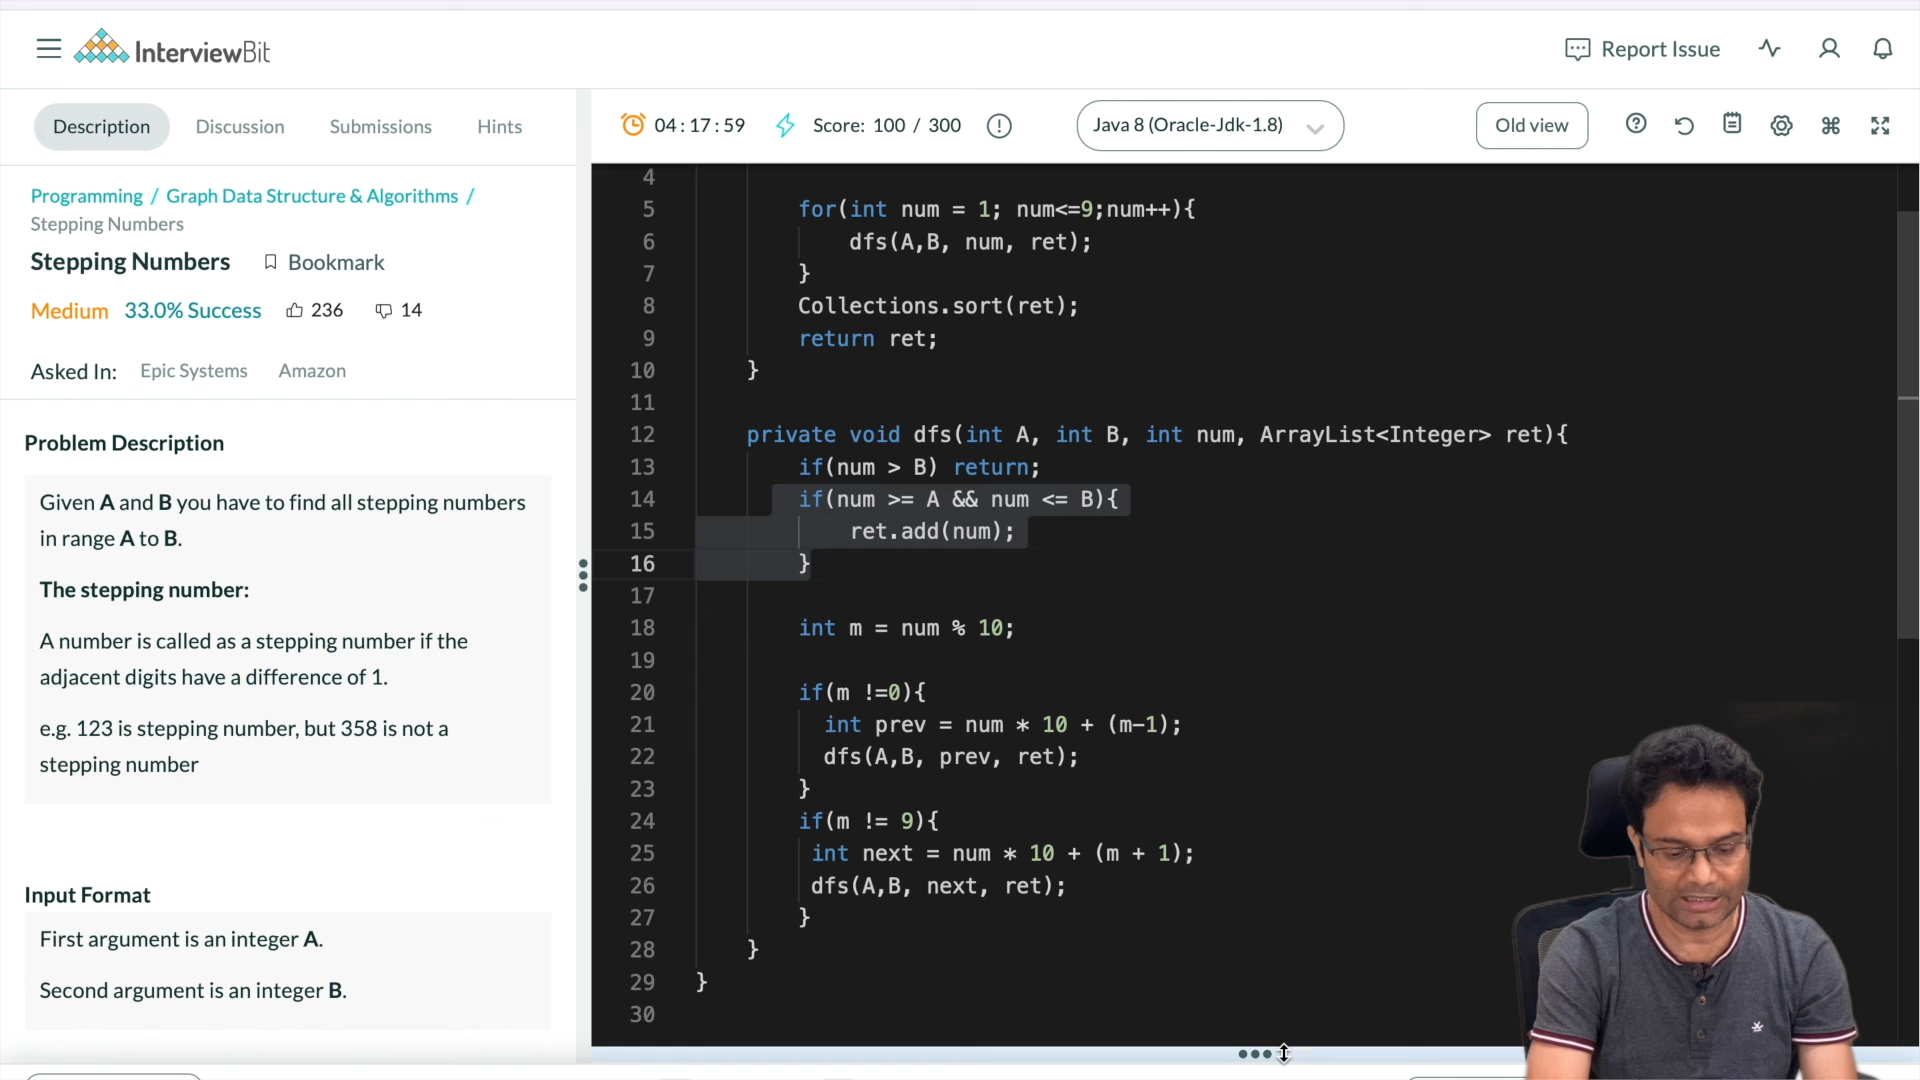 InterviewBit
Report Issue
Description
Discussion
Submissions
Hints
04:17:59
Score: 100 / 300
Java 8 (Oracle-Jdk-1.8)
Old view
Programming / Graph Data Structure & Algorithms /
Stepping Numbers
Stepping Numbers
Bookmark
Medium
33.0% Success
236
14
Asked In:
Epic Systems
Amazon
Problem Description
Given A and B you have to find all stepping numbers
in range A to B.
The stepping number:
A number is called as a stepping number if the
adjacent digits have a difference of 1.
e.g. 123 is stepping number, but 358 is not a
stepping number
Input Format
First argument is an integer A.
Second argument is an integer B.
4
5 for(int num = 1; num<=9;num++){
6 dfs(A,B, num, ret);
7 }
8 Collections.sort(ret);
9 return ret;
10 }
11
12 private void dfs(int A, int B, int num, ArrayList<Integer> ret){
13 if(num > B) return;
14 if(num >= A && num <= B){
15 ret.add(num);
16 }
17
18 int m = num % 10;
19
20 if(m !=0){
21 int prev = num * 10 + (m-1);
22 dfs(A,B, prev, ret);
23 }
24 if(m != 9){
25 int next = num * 10 + (m + 1);
26 dfs(A,B, next, ret);
27 }
28 }
29 }
30